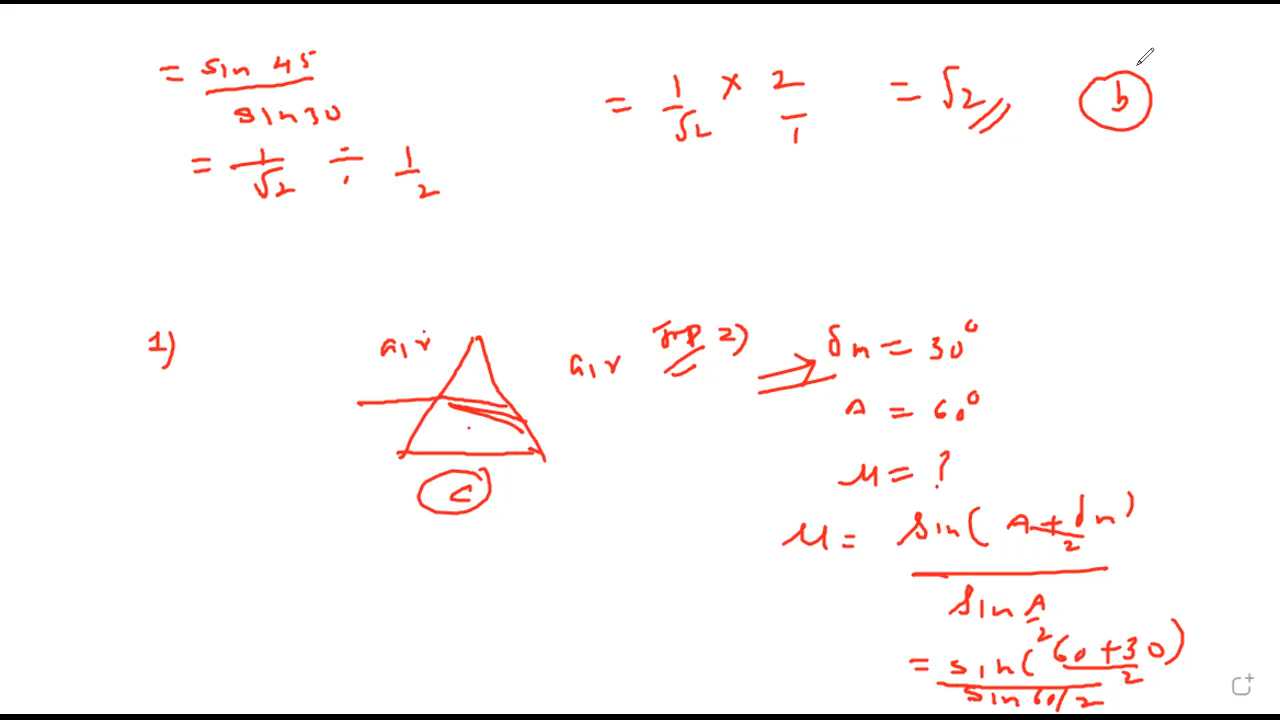 = sin 45 / sin 30
= 1/√2 ÷ 1/2
= 1/√2 × 2/1 = √2 //
b
1)
air
air
c
Imp 2)
⇒ δm = 30°
A = 60°
μ = ?
μ = sin( A + δm / 2 ) / sin A/2
= sin( 60 + 30 / 2 ) / sin 60/2